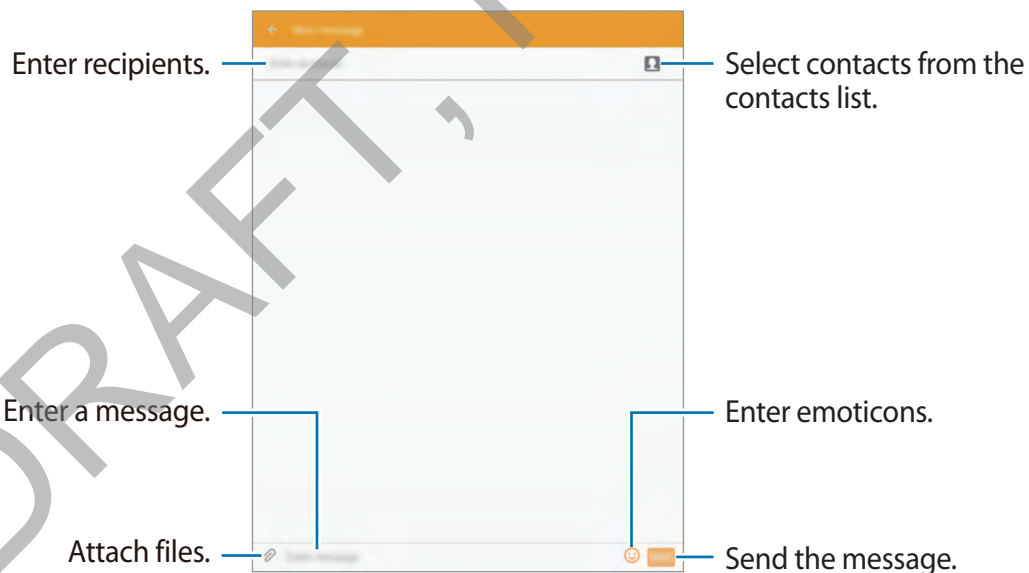 Enter recipients.
Select contacts from the
contacts list.
Enter a message.
Enter emoticons.
Attach files.
Send the message.
DRAFT,